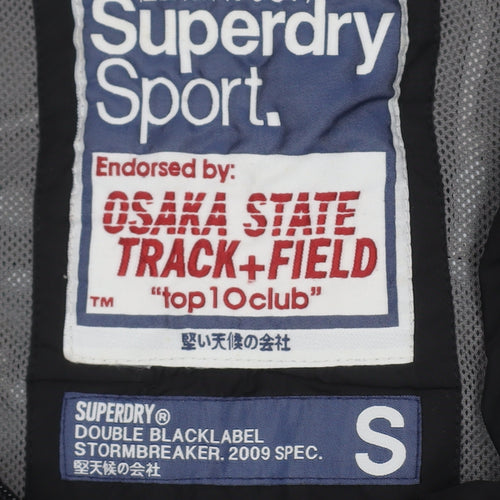 Superdry
Sport.
Endorsed by:
OSAKA STATE
TRACK+FIELD
TM "top10club"
堅い天候の会社
SUPERDRY®
DOUBLE BLACKLABEL
STORMBREAKER. 2009 SPEC.
堅天候の会社
S